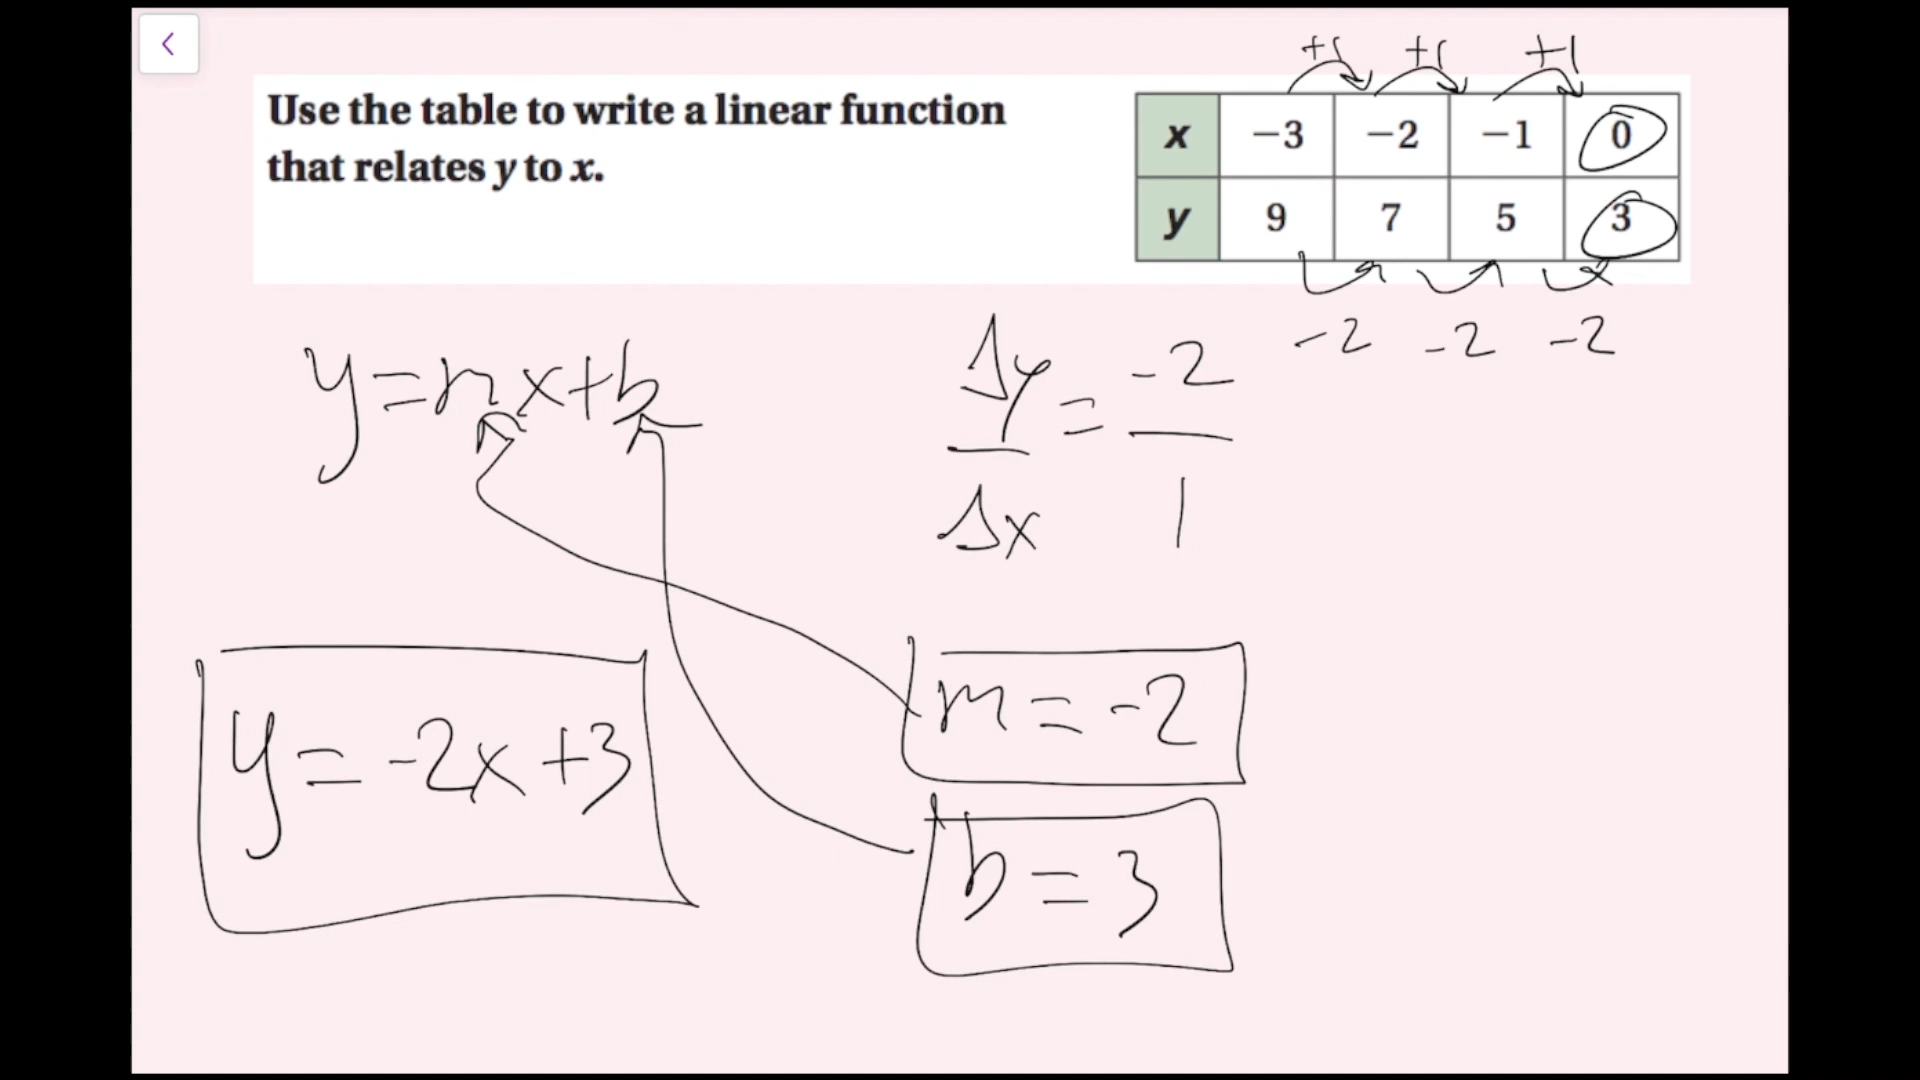 +1 +1 +1
Use the table to write a linear function
that relates y to x.
x −3 −2 −1 0
y 9 7 5 3
-2 -2 -2
y=mx+b
Δy = -2
Δx 1
m=-2
y=-2x+3
b=3